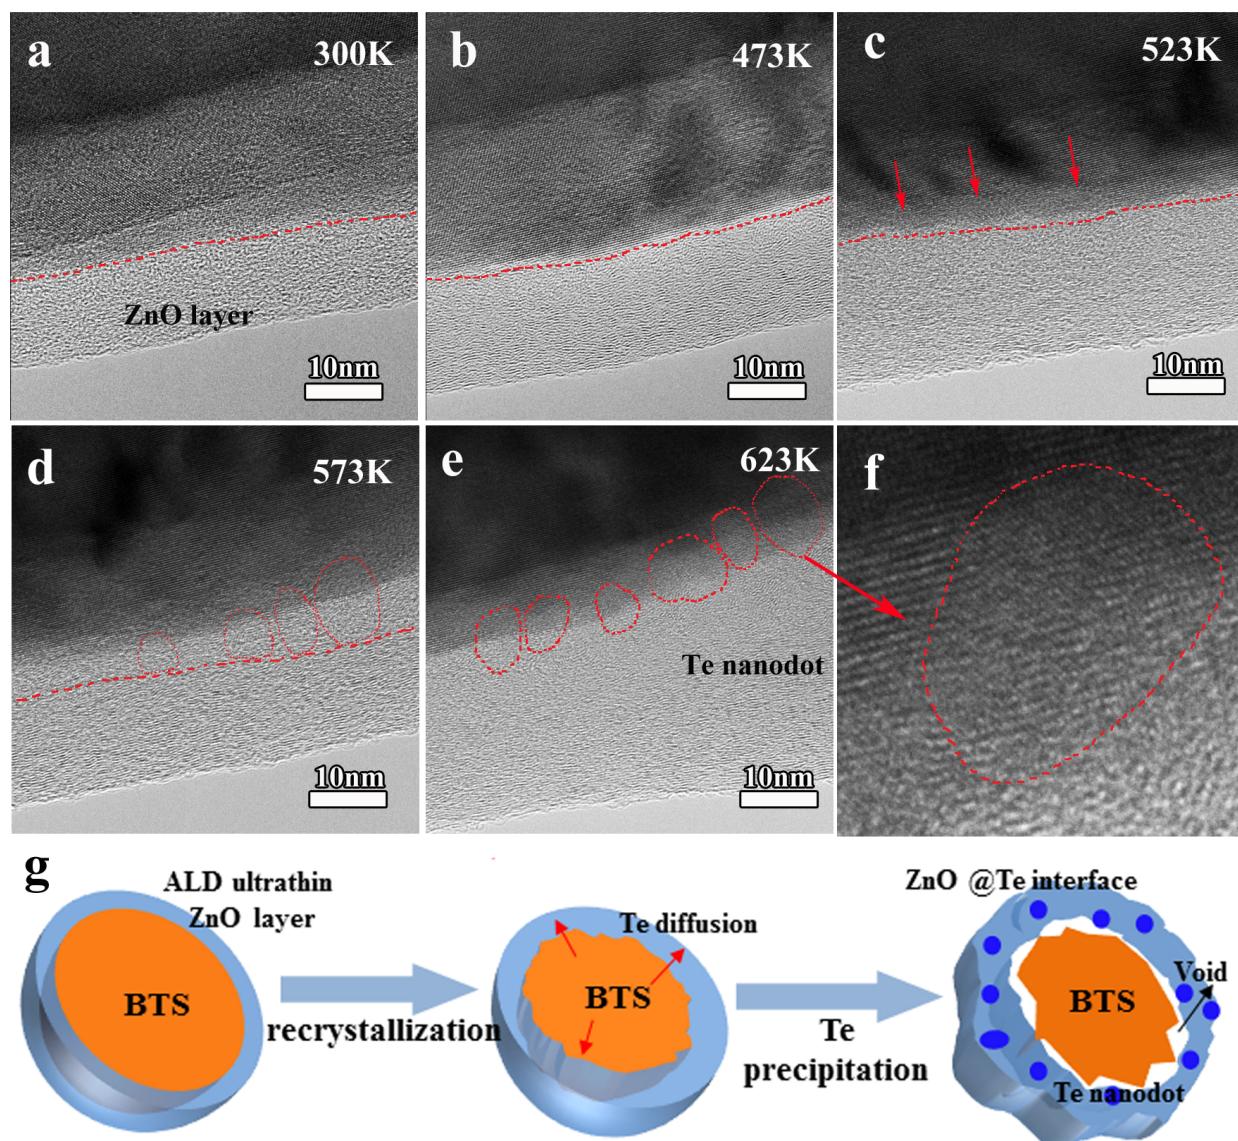 a
300K
ZnO layer
10nm
b
473K
10nm
c
523K
10nm
d
573K
10nm
e
623K
Te nanodot
10nm
f
g
ALD ultrathin
ZnO layer
BTS
recrystallization
Te diffusion
BTS
Te
precipitation
ZnO @Te interface
Void
BTS
Te nanodot